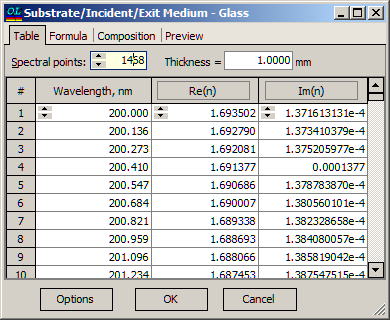 OL Substrate/Incident/Exit Medium - Glass
Table Formula Composition Preview
Spectral points: 1458 Thickness = 1.0000 mm
# Wavelength, nm Re(n) Im(n)
1 200.000 1.693502 1.371613131e-4
2 200.136 1.692790 1.373410379e-4
3 200.273 1.692081 1.375205977e-4
4 200.410 1.691377 0.0001377
5 200.547 1.690686 1.378783870e-4
6 200.684 1.690007 1.380560101e-4
7 200.821 1.689338 1.382328658e-4
8 200.959 1.688693 1.384080057e-4
9 201.096 1.688066 1.385819042e-4
10 201.234 1.687453 1.387547515e-4
Options OK Cancel